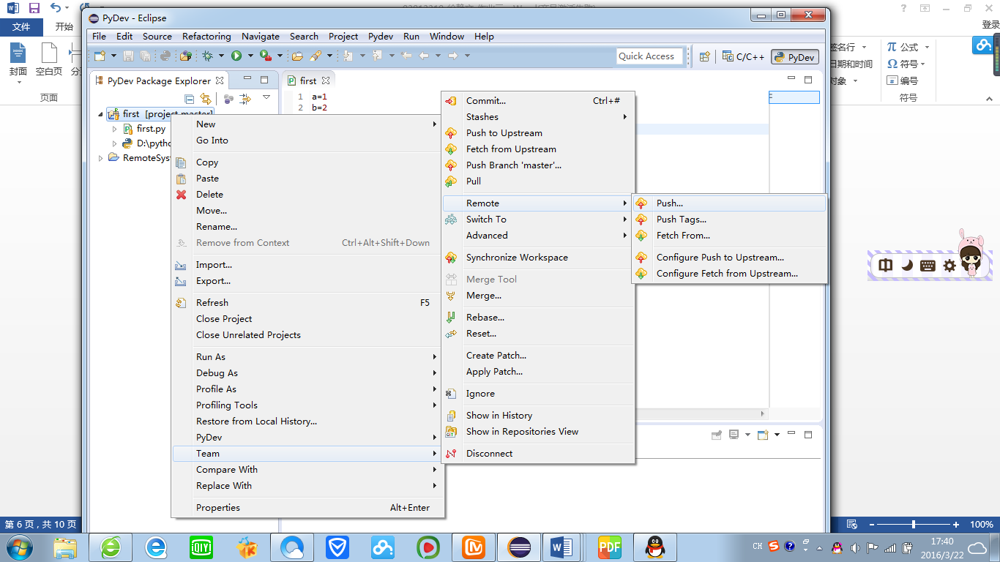 PyDev - Eclipse
文件
开始
登录
File Edit Source Refactoring Navigate Search Project Pydev Run Window Help
封面
空白页
页面
Quick Access
C/C++
PyDev
签名行
日期和时间
对象
公式
符号
编号
符号
PyDev Package Explorer
first
first [project master]
first.py
D:\pytho
RemoteSys
1 a=1
2 b=2
New
Go Into
Copy
Paste
Delete
Move...
Rename...
Remove from Context Ctrl+Alt+Shift+Down
Import...
Export...
Refresh F5
Close Project
Close Unrelated Projects
Run As
Debug As
Profile As
Profiling Tools
Restore from Local History...
PyDev
Team
Compare With
Replace With
Properties Alt+Enter
Commit... Ctrl+#
Stashes
Push to Upstream
Fetch from Upstream
Push Branch 'master'...
Pull
Remote
Switch To
Advanced
Synchronize Workspace
Merge Tool
Merge...
Rebase...
Reset...
Create Patch...
Apply Patch...
Ignore
Show in History
Show in Repositories View
Disconnect
Push...
Push Tags...
Fetch From...
Configure Push to Upstream...
Configure Fetch from Upstream...
第 6 页，共 10 页
100%
QIY
PDF
CH
17:40
2016/3/22